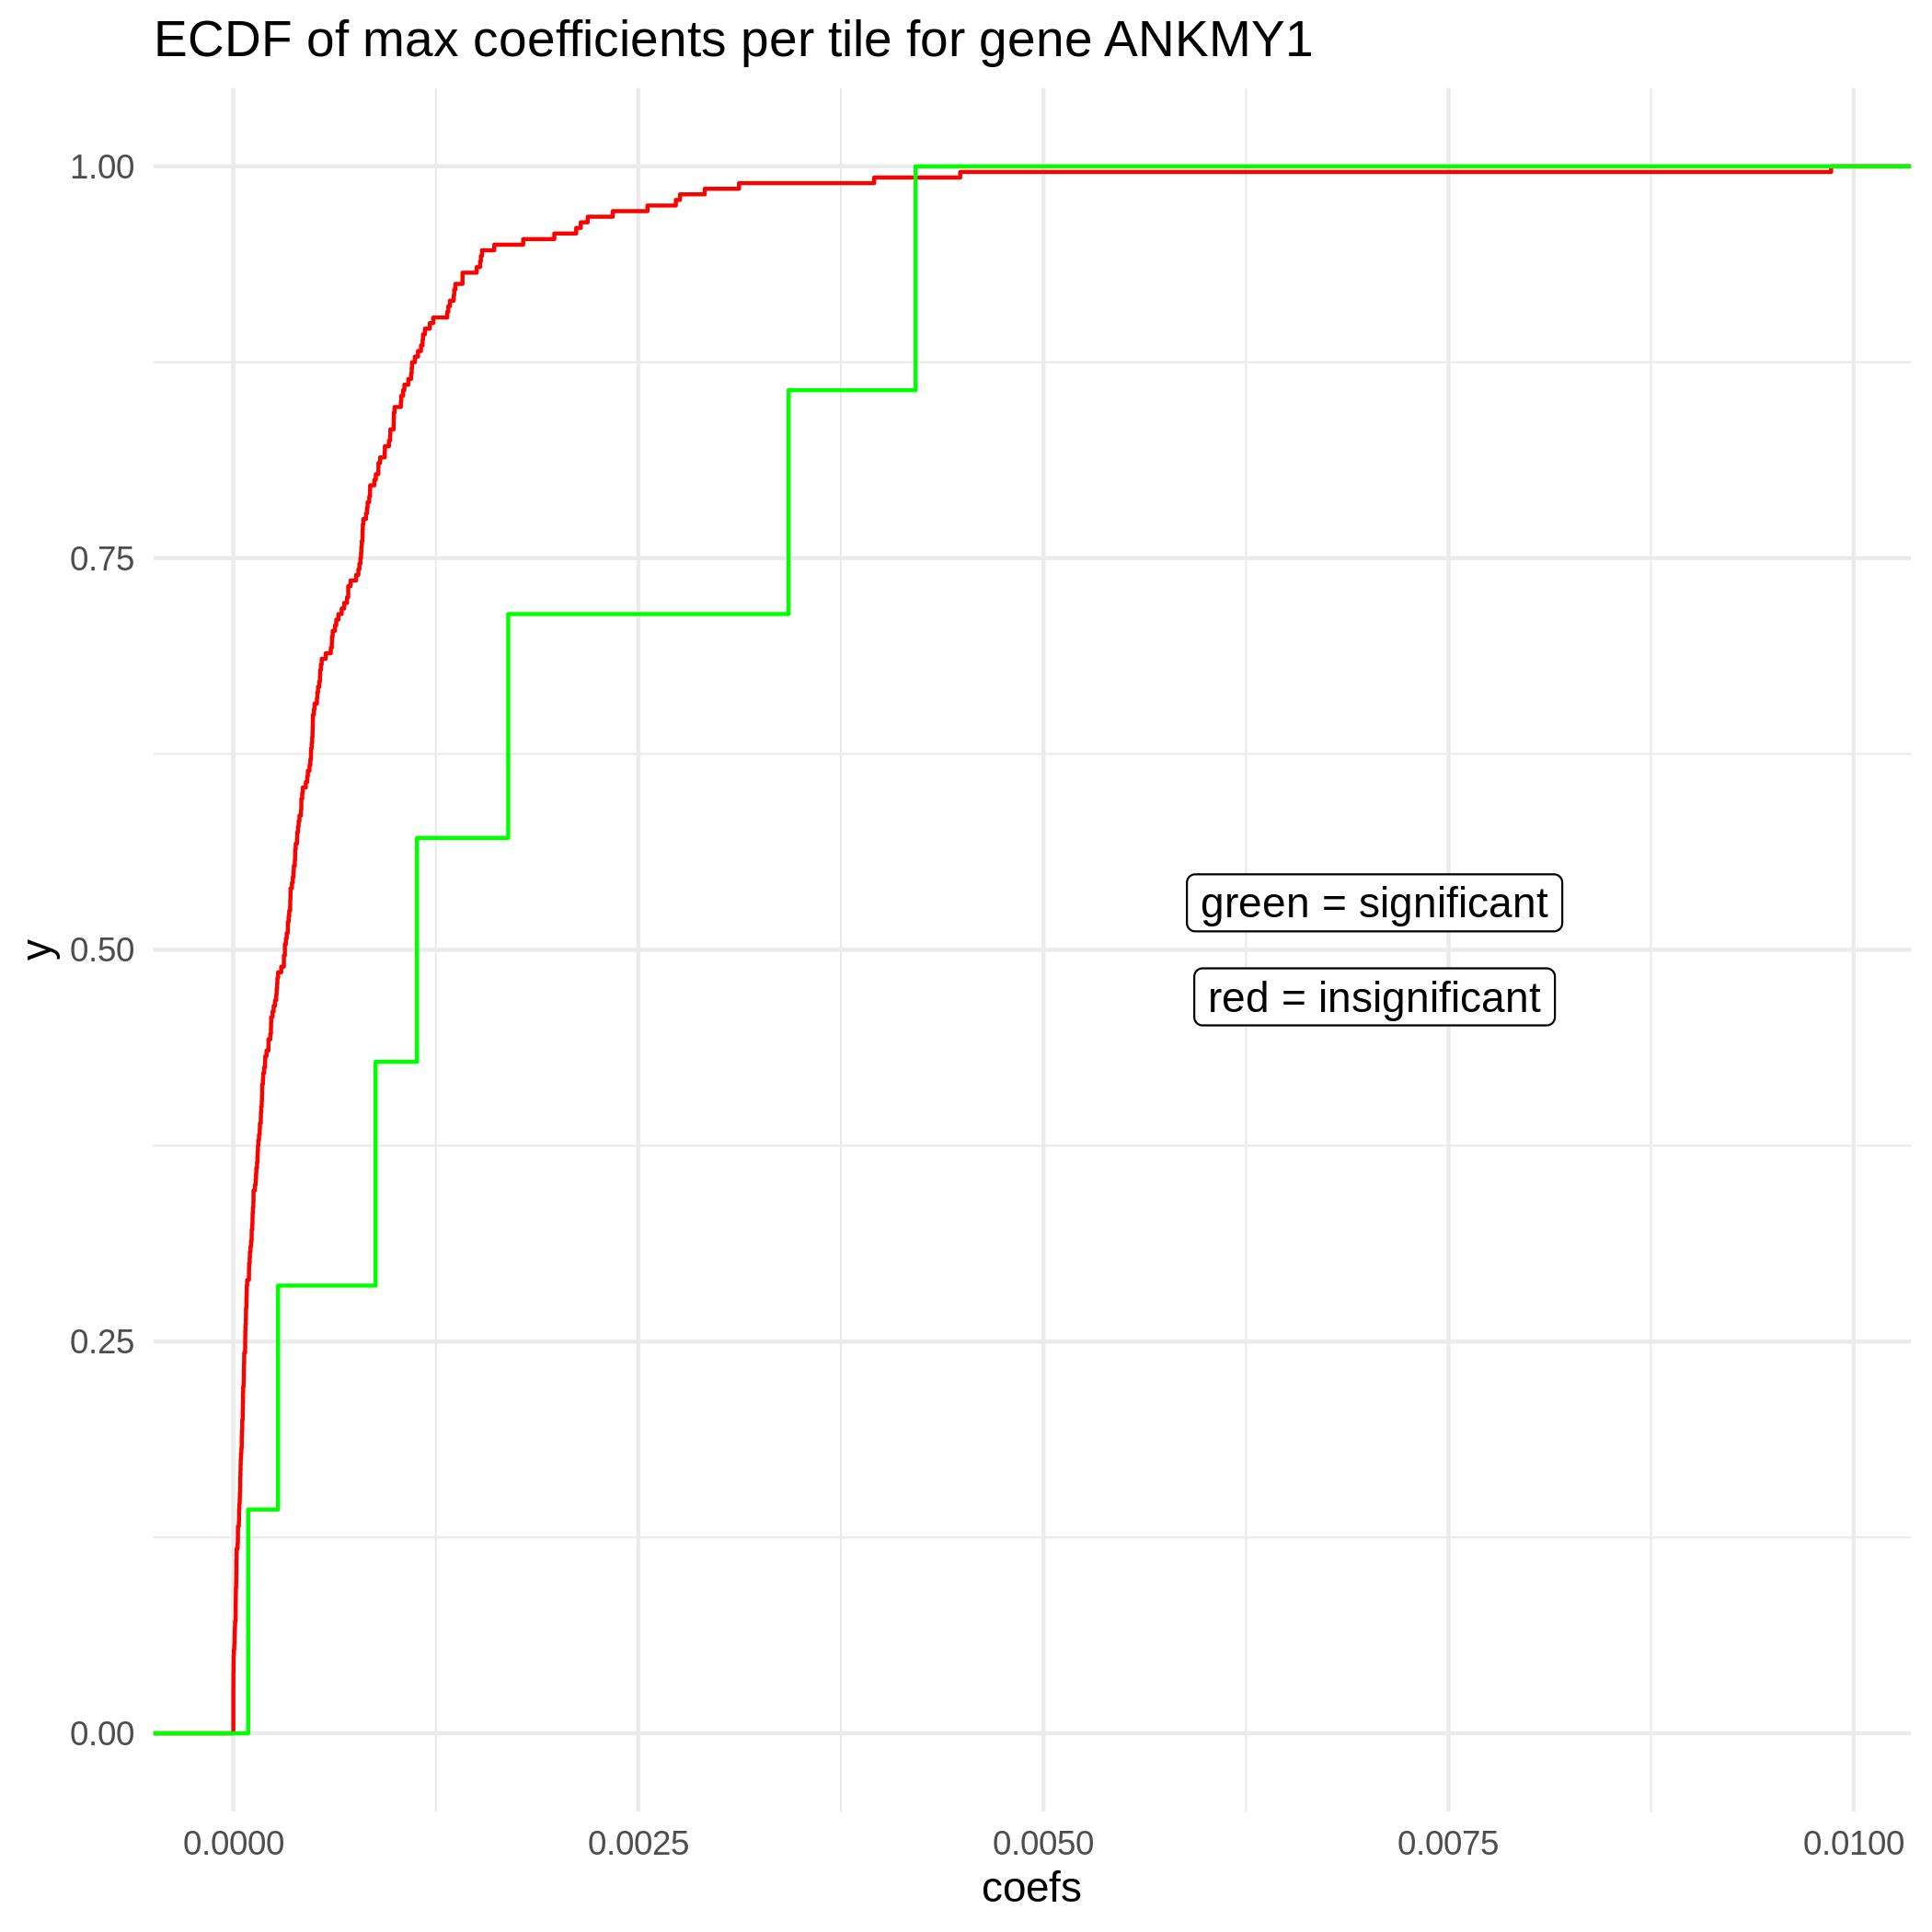 ECDF of max coefficients per tile for gene ANKMY1
1.00
0.75
y
0.50
0.25
0.00
green = significant
red = insignificant
0.0000 0.0025 0.0050 0.0075 0.0100
coefs